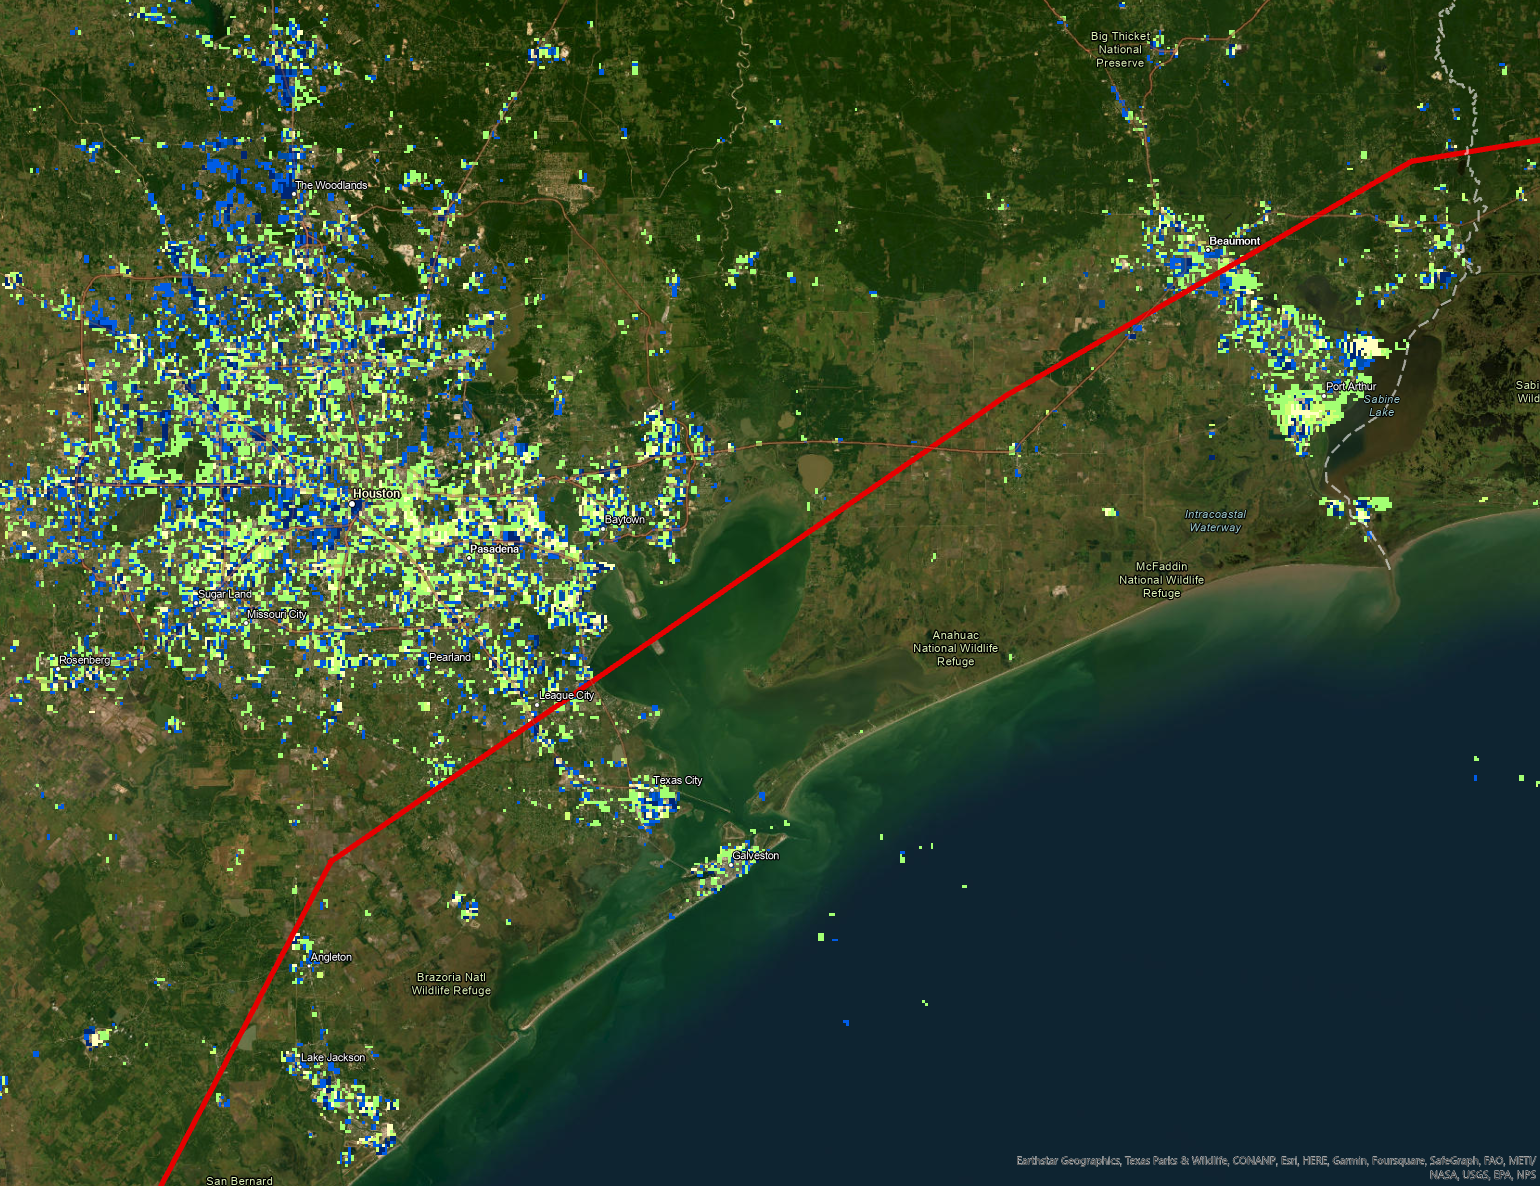 Big Thicket
National
Preserve
The Woodlands
Beaumont
Port Arthur
Sabine
Lake
Sabi
Wild
Houston
Baytown
Intracoastal
Waterway
Pasadena
McFaddin
National Wildlife
Refuge
Sugar Land
Missouri City
Anahuac
National Wildlife
Refuge
Rosenberg
Pearland
League City
Texas City
Galveston
Angleton
Brazoria Natl
Wildlife Refuge
Lake Jackson
San Bernard
Earthstar Geographics, Texas Parks & Wildlife, CONANP, Esri, HERE, Garmin, Foursquare, SafeGraph, FAO, METI/
NASA, USGS, EPA, NPS